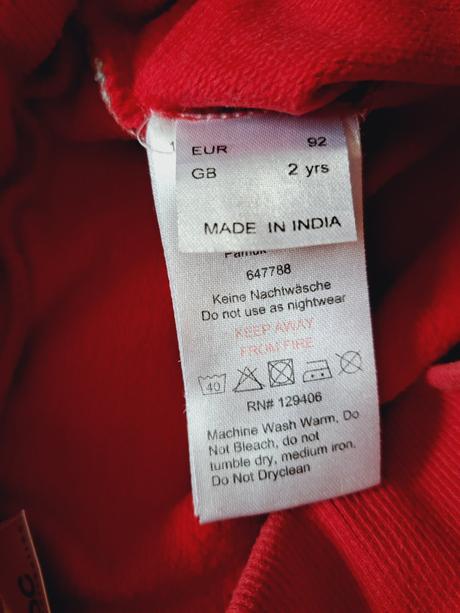 EUR 92
GB 2 yrs
MADE IN INDIA
Pamuk
647788
Keine Nachtwäsche
Do not use as nightwear
KEEP AWAY
FROM FIRE
40
RN# 129406
Machine Wash Warm, Do
Not Bleach, do not
tumble dry, medium iron.
Do Not Dryclean